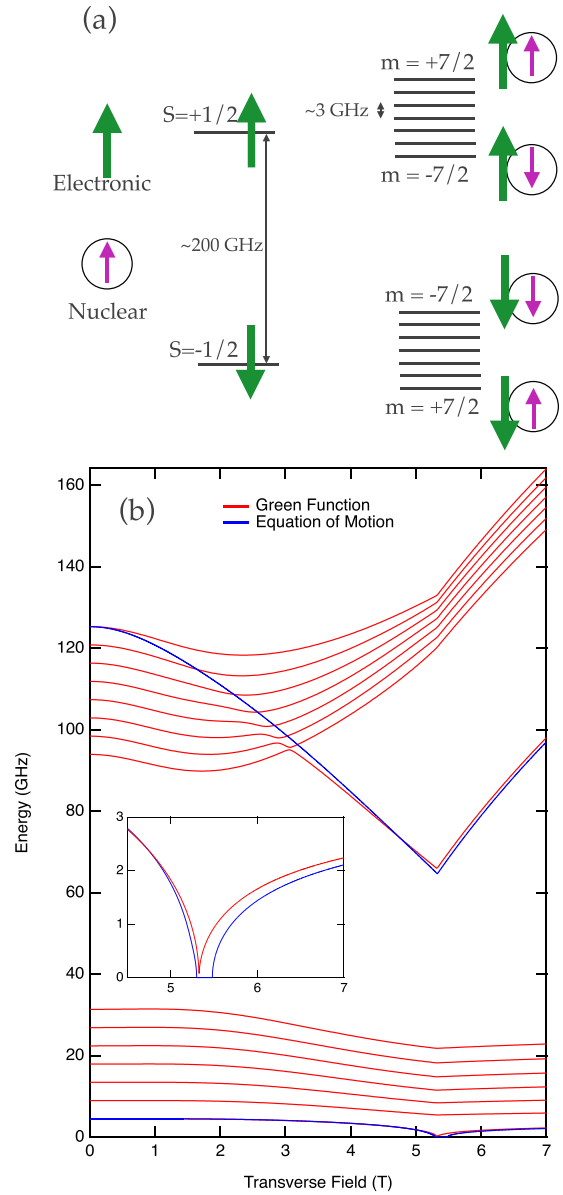 (a)
m = +7/2
S=+1/2
~3 GHz
Electronic
m = -7/2
~200 GHz
m = -7/2
Nuclear
S=-1/2
m = +7/2
(b)
Green Function
Equation of Motion
160
140
120
100
80
60
40
20
0
Energy (GHz)
3
2
1
0
5
6
7
0
1
2
3
4
5
6
7
Transverse Field (T)